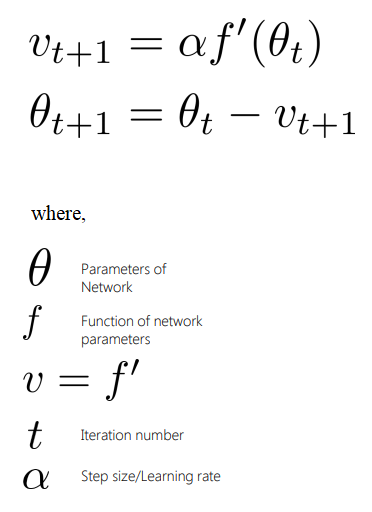 v_{t+1} = αf′(θ_t)
θ_{t+1} = θ_t − v_{t+1}
where,
θ Parameters of
Network
f Function of network
parameters
v = f′
t Iteration number
α Step size/Learning rate